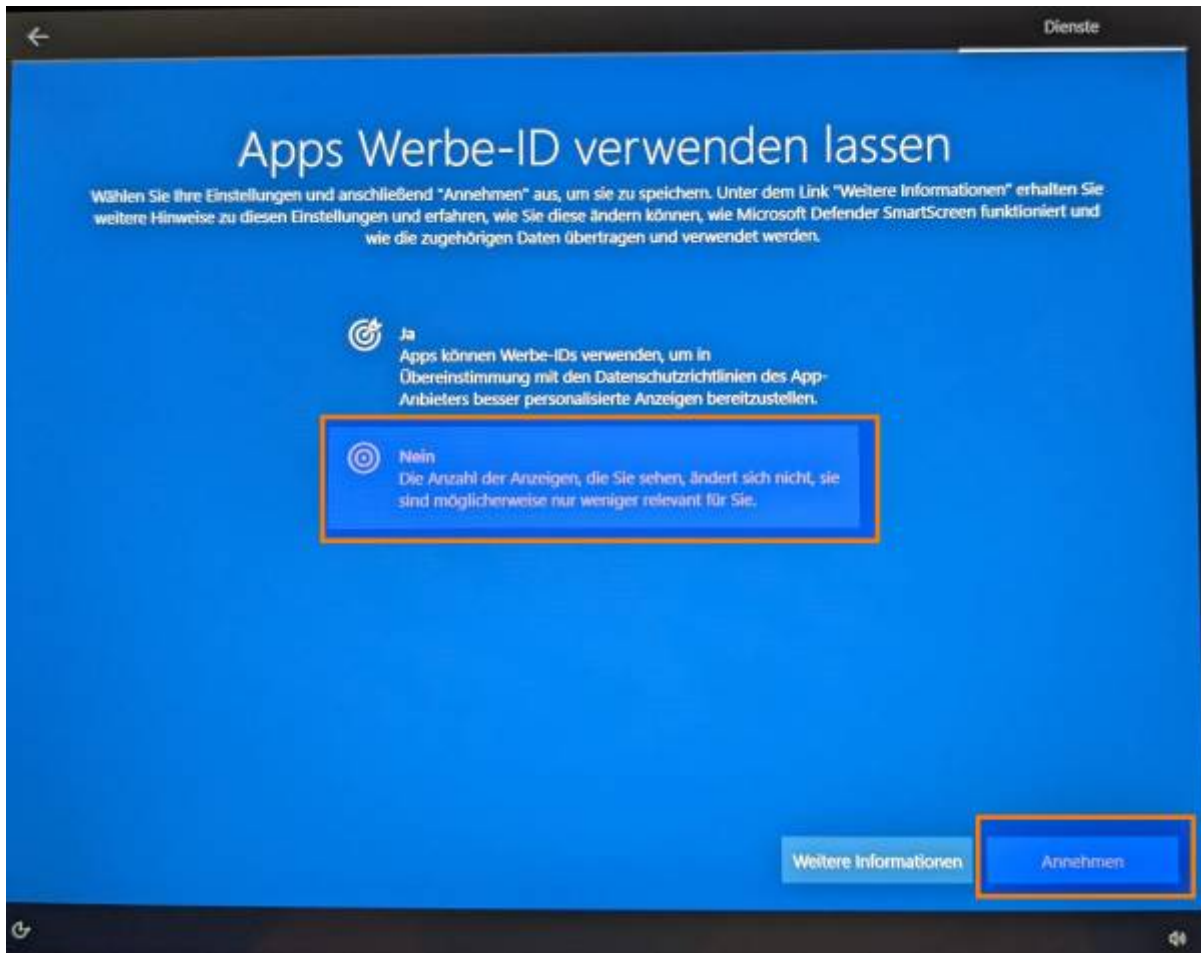 Dienste
Apps Werbe-ID verwenden lassen
Wählen Sie Ihre Einstellungen und anschließend "Annehmen" aus, um sie zu speichern. Unter dem Link "Weitere Informationen" erhalten Sie
weitere Hinweise zu diesen Einstellungen und erfahren, wie Sie diese ändern können, wie Microsoft Defender SmartScreen funktioniert und
wie die zugehörigen Daten übertragen und verwendet werden.
Ja
Apps können Werbe-IDs verwenden, um in
Übereinstimmung mit den Datenschutzrichtlinien des App-
Anbieters besser personalisierte Anzeigen bereitzustellen.
Nein
Die Anzahl der Anzeigen, die Sie sehen, ändert sich nicht, sie
sind möglicherweise nur weniger relevant für Sie.
Weitere Informationen
Annehmen